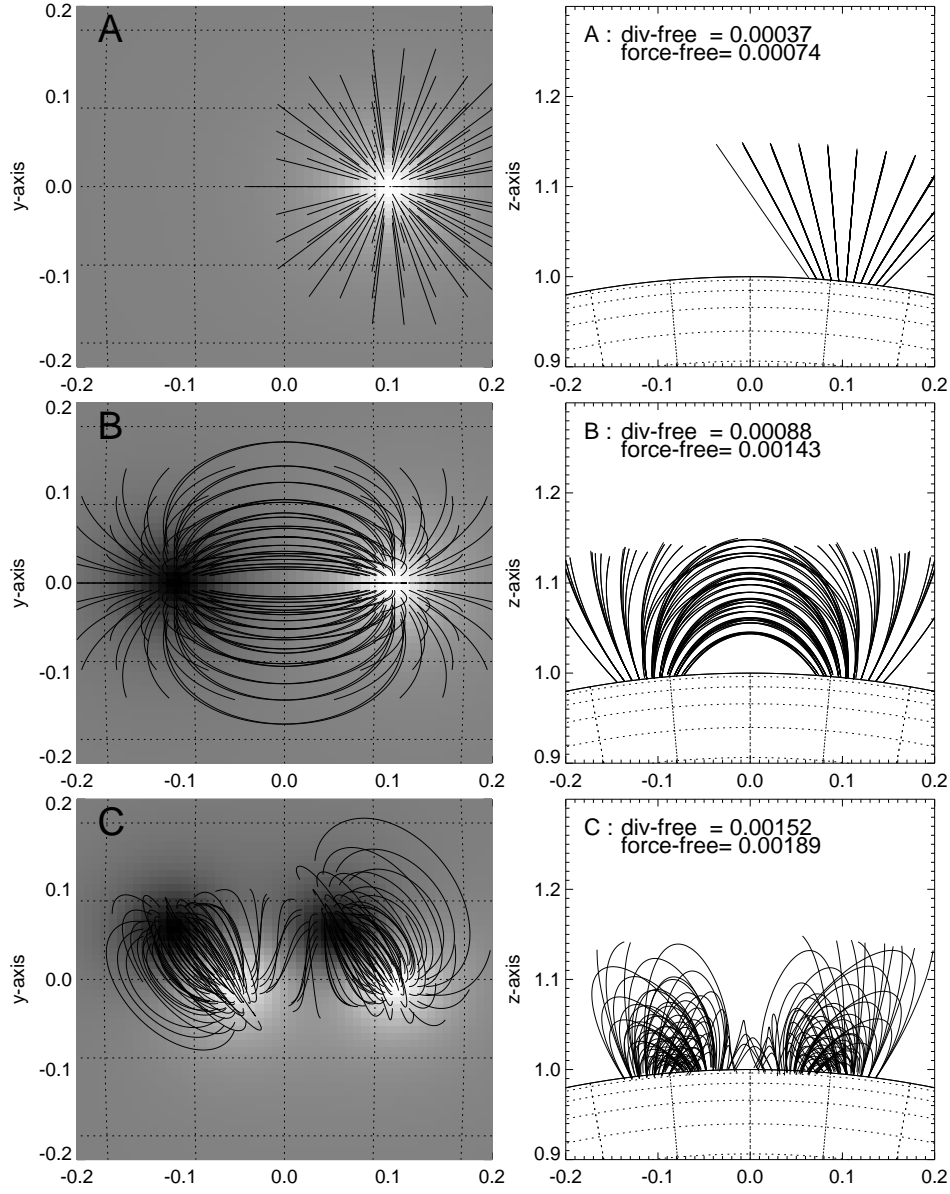 A
0.1
0.0
-0.1
-0.2
y-axis
-0.2 -0.1 0.0 0.1 0.2
A : div-free = 0.00037
force-free= 0.00074
1.2
1.1
1.0
0.9
z-axis
-0.2 -0.1 0.0 0.1 0.2
B
0.2
0.1
0.0
-0.1
-0.2
y-axis
-0.2 -0.1 0.0 0.1 0.2
B : div-free = 0.00088
force-free= 0.00143
1.2
1.1
1.0
0.9
z-axis
-0.2 -0.1 0.0 0.1 0.2
C
0.2
0.1
0.0
-0.1
-0.2
y-axis
-0.2 -0.1 0.0 0.1 0.2
C : div-free = 0.00152
force-free= 0.00189
1.2
1.1
1.0
0.9
z-axis
-0.2 -0.1 0.0 0.1 0.2